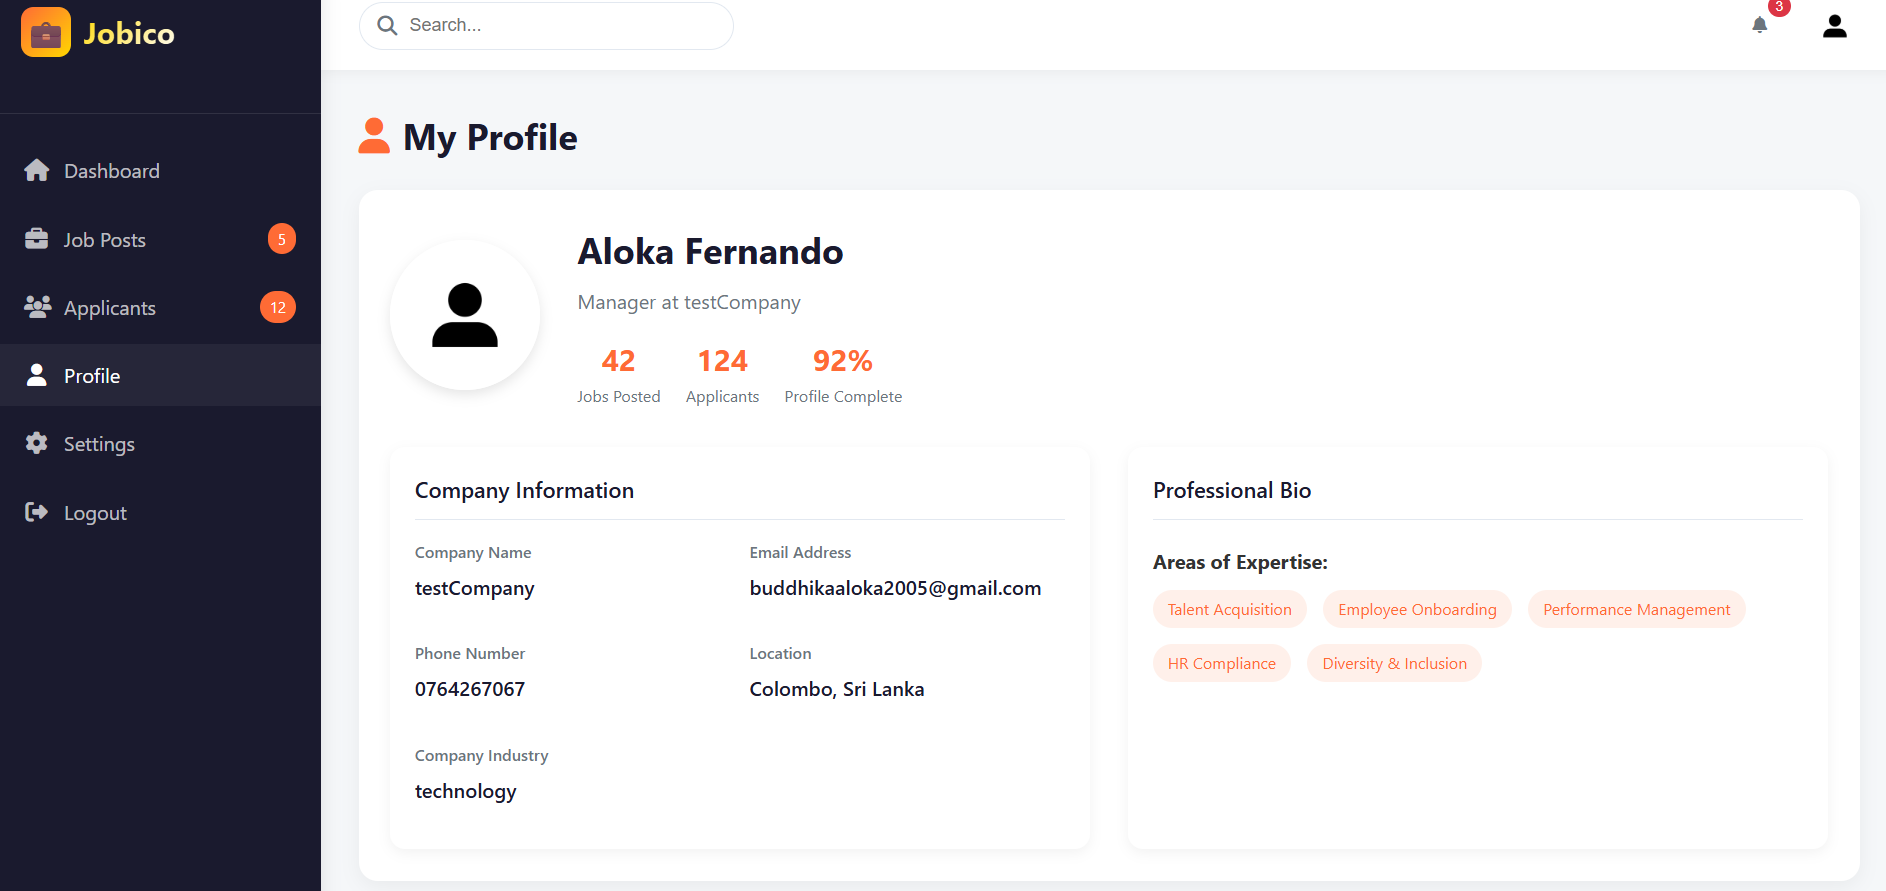 Jobico
Search...
3
Dashboard
Job Posts 5
Applicants 12
Profile
Settings
Logout
My Profile
Aloka Fernando
Manager at testCompany
42 124 92%
Jobs Posted Applicants Profile Complete
Company Information
Company Name Email Address
testCompany buddhikaaloka2005@gmail.com
Phone Number Location
0764267067 Colombo, Sri Lanka
Company Industry
technology
Professional Bio
Areas of Expertise:
Talent Acquisition Employee Onboarding Performance Management
HR Compliance Diversity & Inclusion